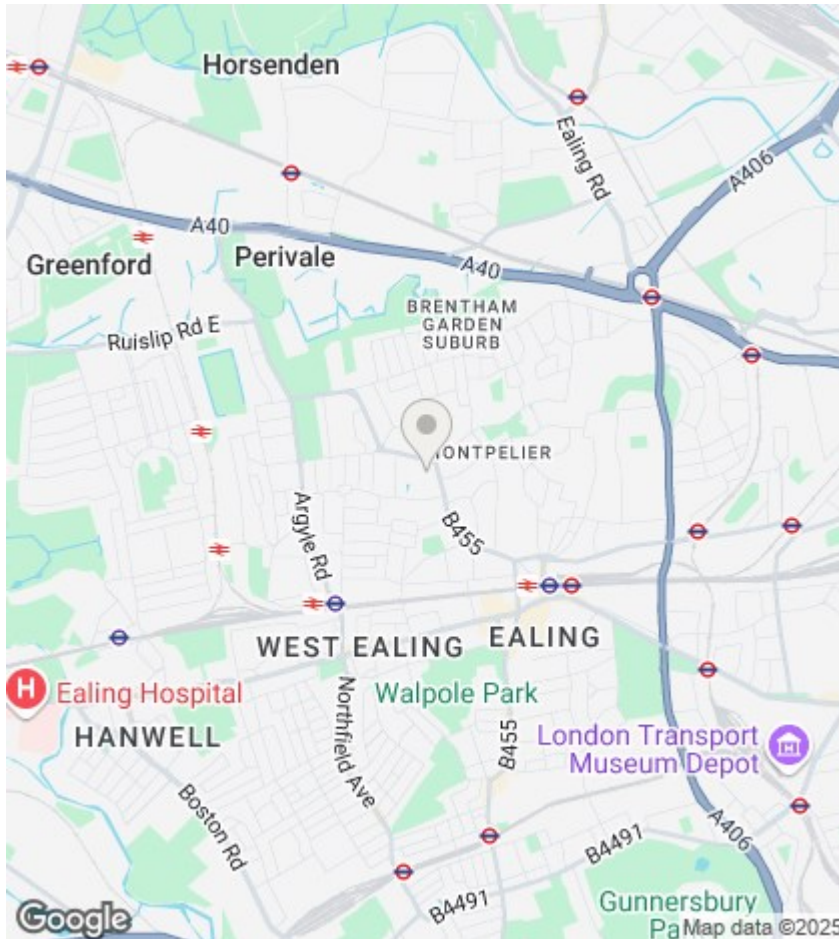 Horsenden
Ealing Rd
A406
A40
Greenford
Perivale
A40
BRENTHAM
GARDEN
SUBURB
Ruislip Rd E
MONTPELIER
Argyle Rd
B455
WEST EALING
EALING
H
Ealing Hospital
Walpole Park
HANWELL
Northfield Ave
B455
London Transport
Museum Depot
Boston Rd
B4491
A406
B4491
Gunnersbury
Google
Map data ©2025